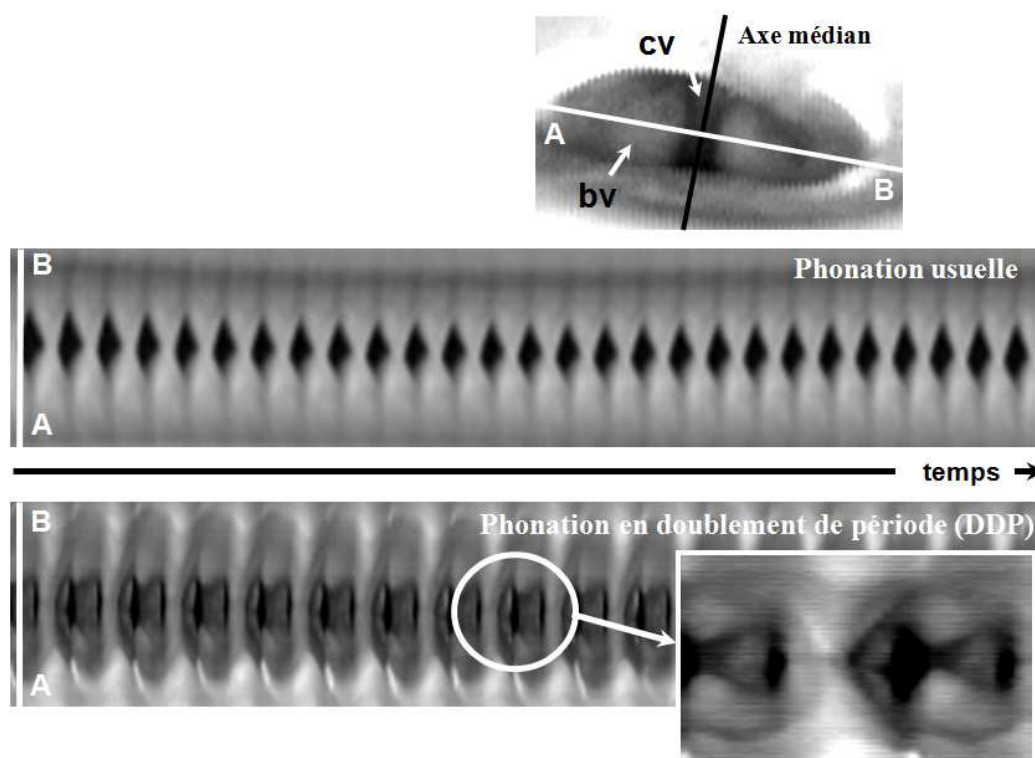 cv
Axe médian
A
bv
B
B
Phonation usuelle
A
temps
B
Phonation en doublement de période (DDP)
A